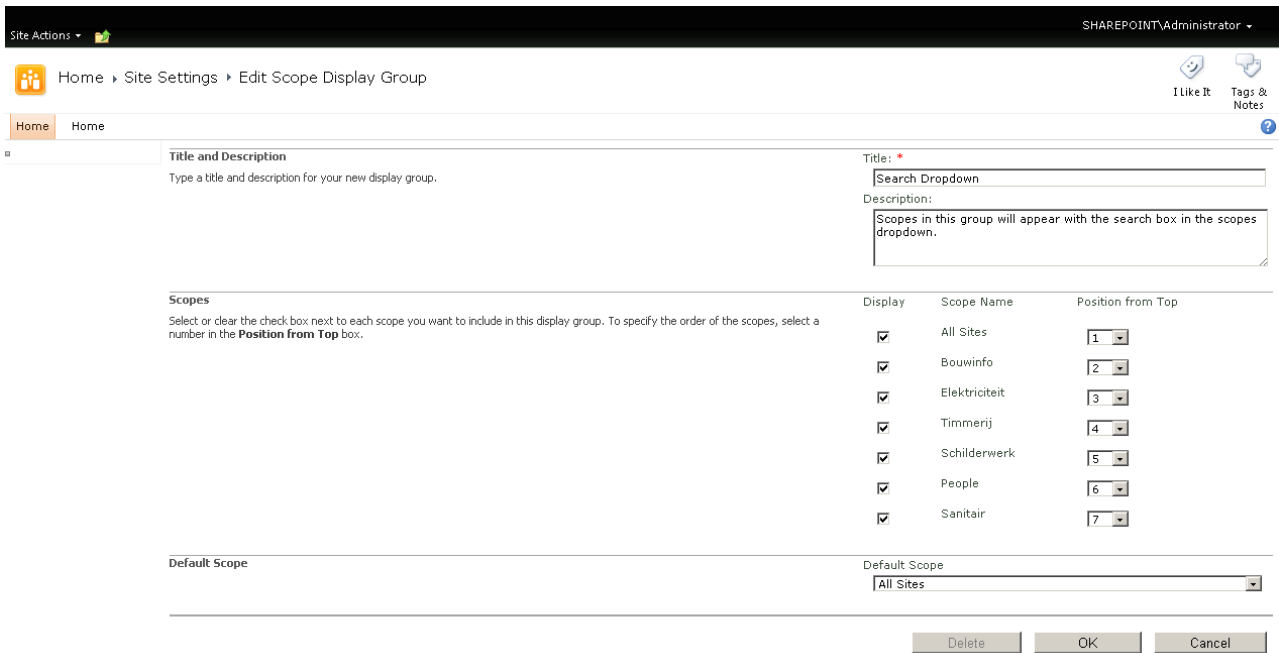 SHAREPOINT\Administrator
Site Actions
Home Site Settings Edit Scope Display Group
I Like It
Tags & Notes
Home Home
Title and Description
Type a title and description for your new display group.
Title: *
Search Dropdown
Description:
Scopes in this group will appear with the search box in the scopes
dropdown.
Scopes
Select or clear the check box next to each scope you want to include in this display group. To specify the order of the scopes, select a
number in the Position from Top box.
Display Scope Name Position from Top
All Sites 1
Bouwinfo 2
Elektriciteit 3
Timmerij 4
Schilderwerk 5
People 6
Sanitair 7
Default Scope
Default Scope
All Sites
Delete OK Cancel